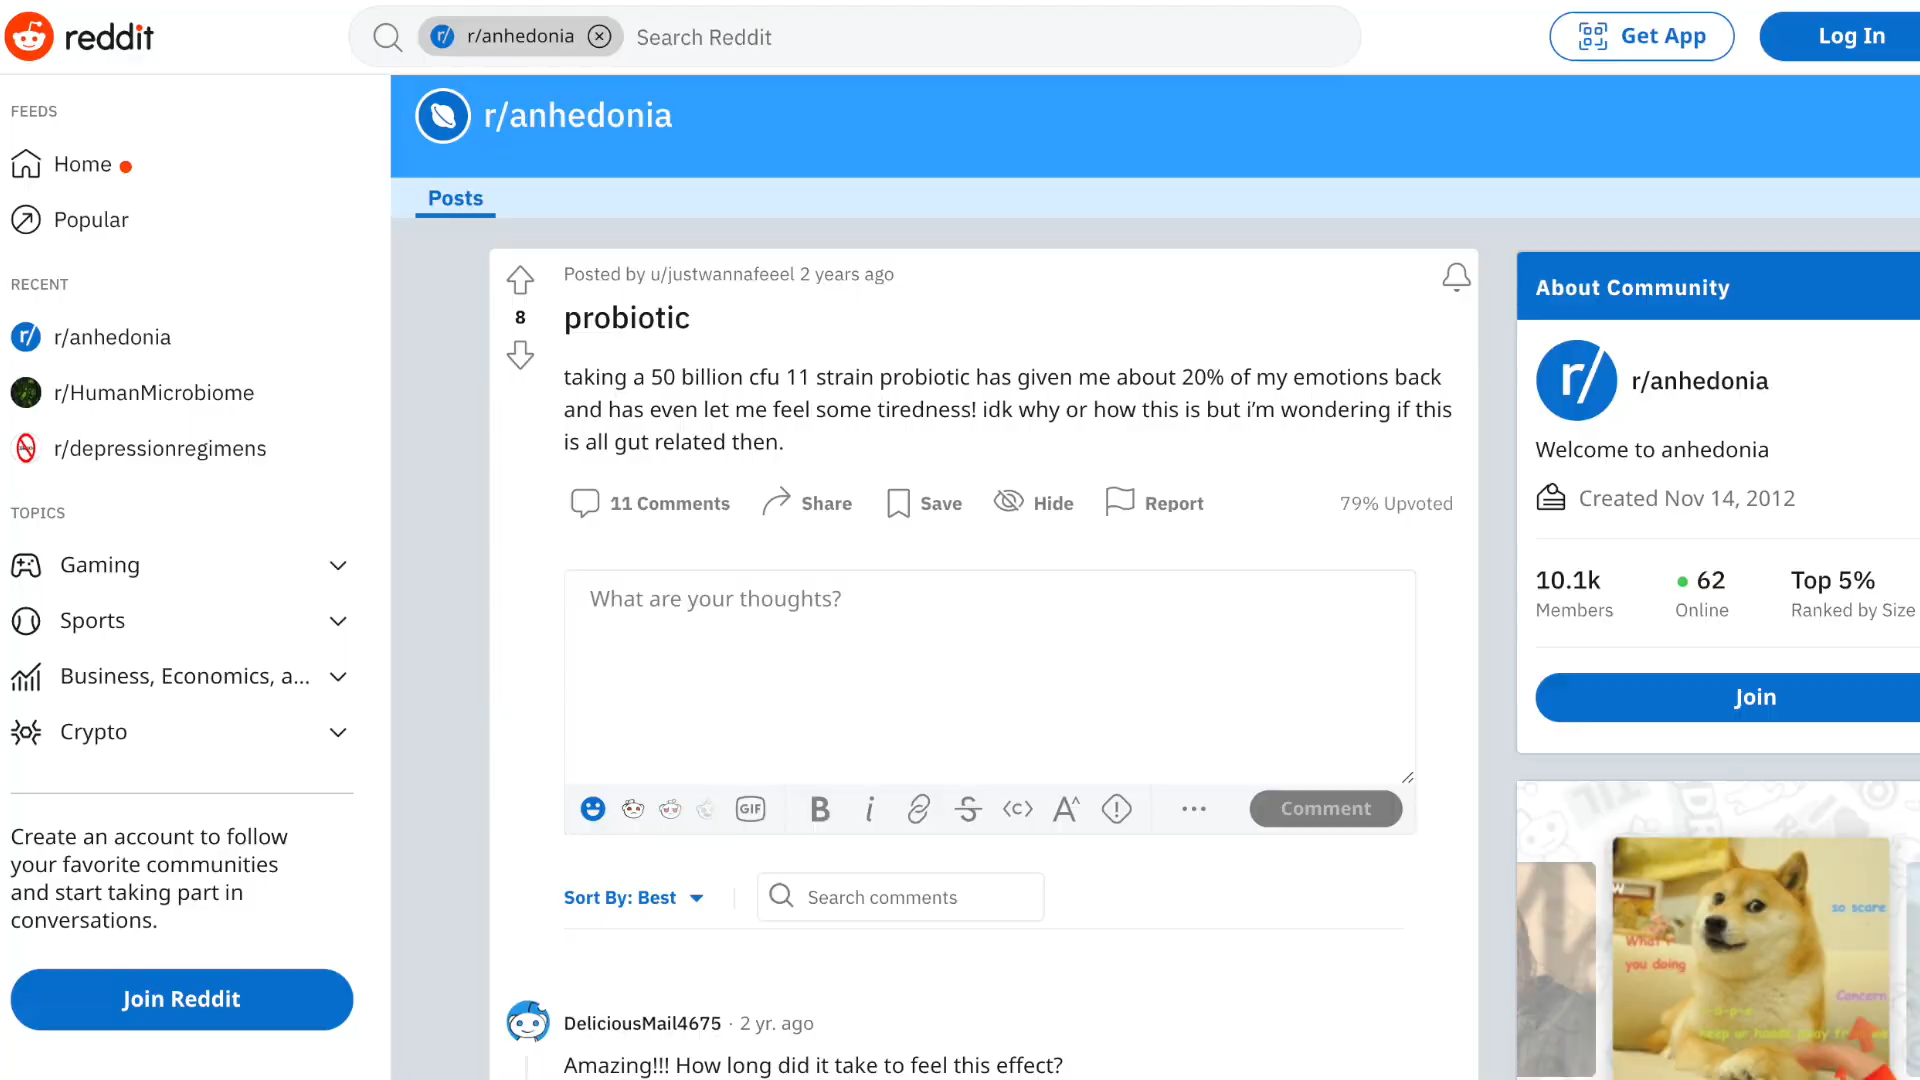 reddit
r/anhedonia
Search Reddit
Get App
Log In
FEEDS
Home
Popular
RECENT
r/anhedonia
r/HumanMicrobiome
r/depressionregimens
TOPICS
Gaming
Sports
Business, Economics, a...
Crypto
Create an account to follow
your favorite communities
and start taking part in
conversations.
Join Reddit
r/anhedonia
Posts
Posted by u/justwannafeeel 2 years ago
8
probiotic
taking a 50 billion cfu 11 strain probiotic has given me about 20% of my emotions back
and has even let me feel some tiredness! idk why or how this is but i’m wondering if this
is all gut related then.
11 Comments
Share
Save
Hide
Report
79% Upvoted
What are your thoughts?
GIF
B
i
Comment
Sort By: Best
Search comments
DeliciousMail4675 · 2 yr. ago
Amazing!!! How long did it take to feel this effect?
About Community
r/
r/anhedonia
Welcome to anhedonia
Created Nov 14, 2012
10.1k
Members
62
Online
Top 5%
Ranked by Size
Join
so scare
What
you doing
Concern